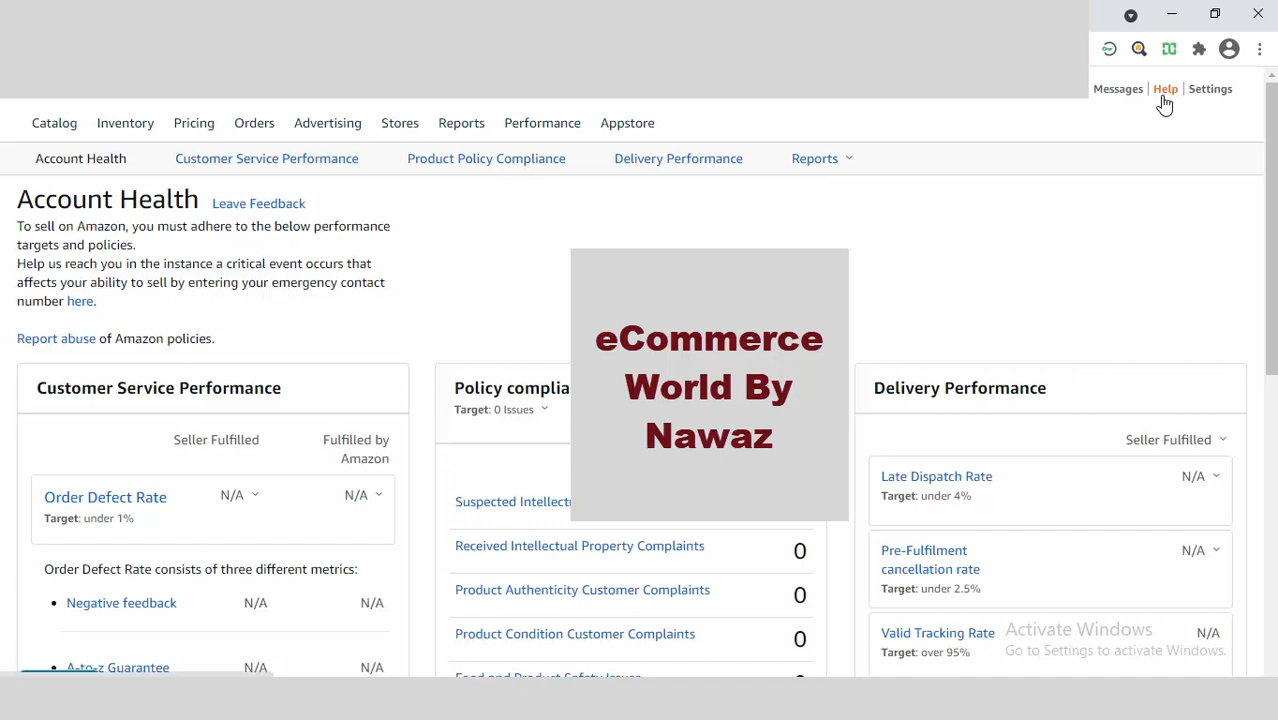 Messages | Help | Settings
Catalog Inventory Pricing Orders Advertising Stores Reports Performance Appstore
Account Health Customer Service Performance Product Policy Compliance Delivery Performance Reports
Account Health Leave Feedback
To sell on Amazon, you must adhere to the below performance
targets and policies.
Help us reach you in the instance a critical event occurs that
affects your ability to sell by entering your emergency contact
number here.
Report abuse of Amazon policies.
eCommerce
World By
Nawaz
Customer Service Performance
Seller Fulfilled Fulfilled by
Amazon
Order Defect Rate N/A N/A
Target: under 1%
Order Defect Rate consists of three different metrics:
• Negative feedback N/A N/A
• A-to-z Guarantee N/A N/A
Policy complia
Target: 0 Issues
Suspected Intellectu
Received Intellectual Property Complaints 0
Product Authenticity Customer Complaints 0
Product Condition Customer Complaints 0
Food and Product Safety Issues
Delivery Performance
Seller Fulfilled
Late Dispatch Rate N/A
Target: under 4%
Pre-Fulfilment
cancellation rate N/A
Target: under 2.5%
Valid Tracking Rate N/A
Target: over 95%
Activate Windows
Go to Settings to activate Windows.